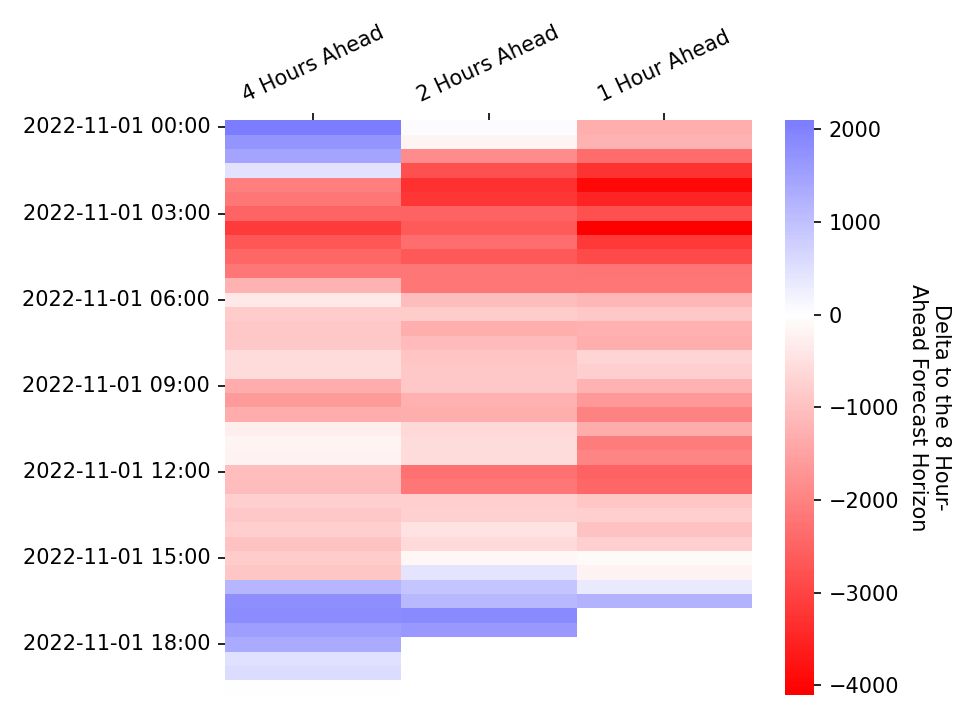 4 Hours Ahead
2 Hours Ahead
1 Hour Ahead
2022-11-01 00:00
2022-11-01 03:00
2022-11-01 06:00
2022-11-01 09:00
2022-11-01 12:00
2022-11-01 15:00
2022-11-01 18:00
2000
1000
0
−1000
−2000
−3000
−4000
Delta to the 8 Hour-
Ahead Forecast Horizon